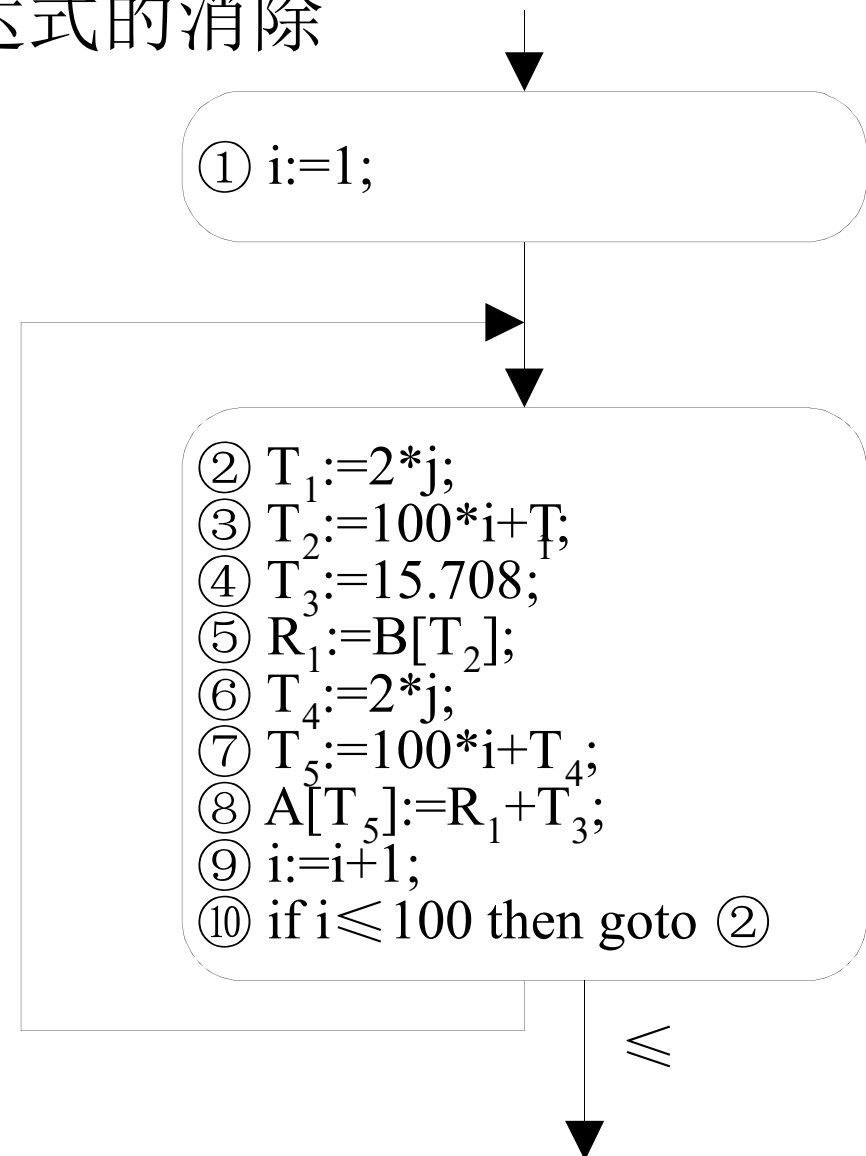 达式的消除
① i:=1;
② T₁:=2*j;
③ T₂:=100*i+T₁;
④ T₃:=15.708;
⑤ R₁:=B[T₂];
⑥ T₄:=2*j;
⑦ T₅:=100*i+T₄;
⑧ A[T₅]:=R₁+T₃;
⑨ i:=i+1;
⑩ if i≤100 then goto ②
≤